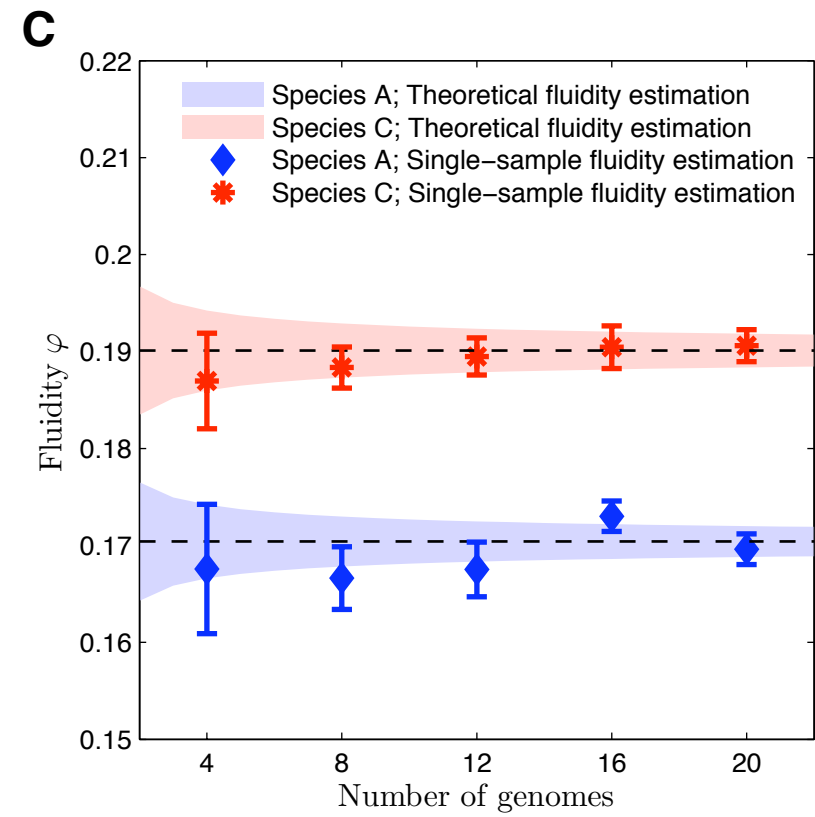 C
0.22
Species A; Theoretical fluidity estimation
Species C; Theoretical fluidity estimation
Species A; Single−sample fluidity estimation
Species C; Single−sample fluidity estimation
0.21
0.2
0.19
0.18
0.17
0.16
0.15
Fluidity φ
4 8 12 16 20
Number of genomes